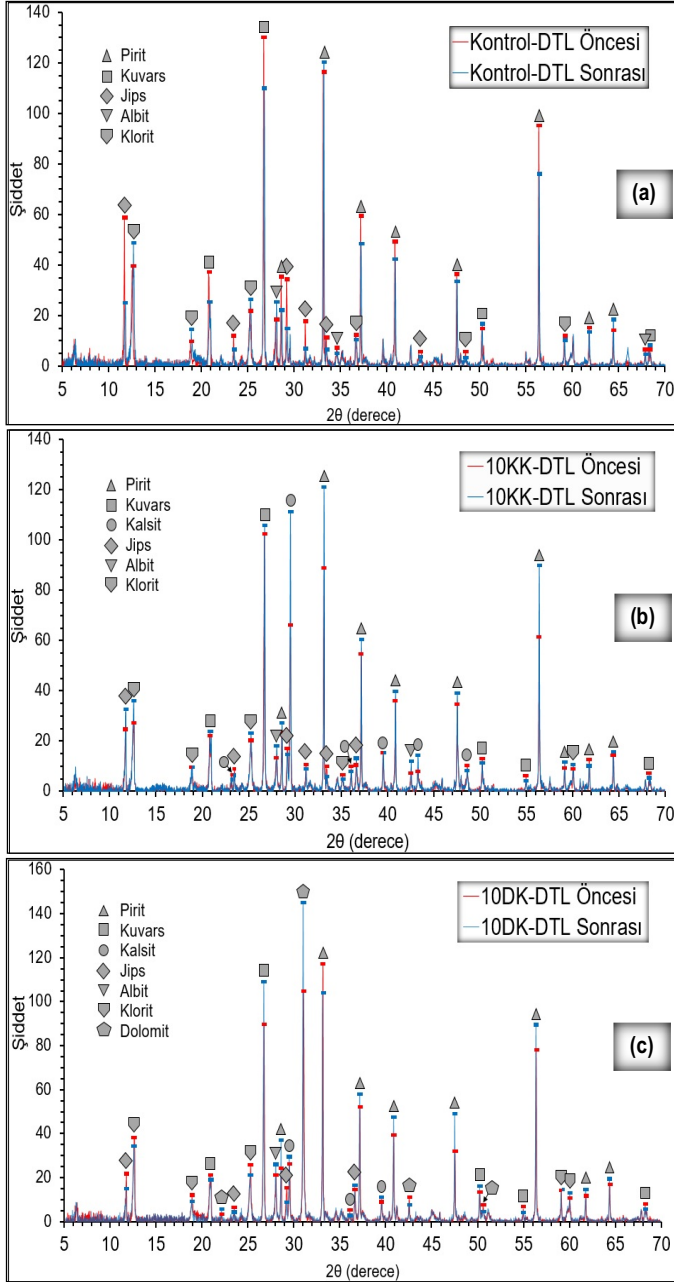 140
120
100
80
60
40
20
0
Şiddet
Pirit
Kuvars
Jips
Albit
Klorit
Kontrol-DTL Öncesi
Kontrol-DTL Sonrası
(a)
5 10 15 20 25 30 35 40 45 50 55 60 65 70
2θ (derece)
140
120
100
80
60
40
20
0
Şiddet
Pirit
Kuvars
Kalsit
Jips
Albit
Klorit
10KK-DTL Öncesi
10KK-DTL Sonrası
(b)
5 10 15 20 25 30 35 40 45 50 55 60 65 70
2θ (derece)
160
140
120
100
80
60
40
20
0
Şiddet
Pirit
Kuvars
Kalsit
Jips
Albit
Klorit
Dolomit
10DK-DTL Öncesi
10DK-DTL Sonrası
(c)
5 10 15 20 25 30 35 40 45 50 55 60 65 70
2θ (derece)